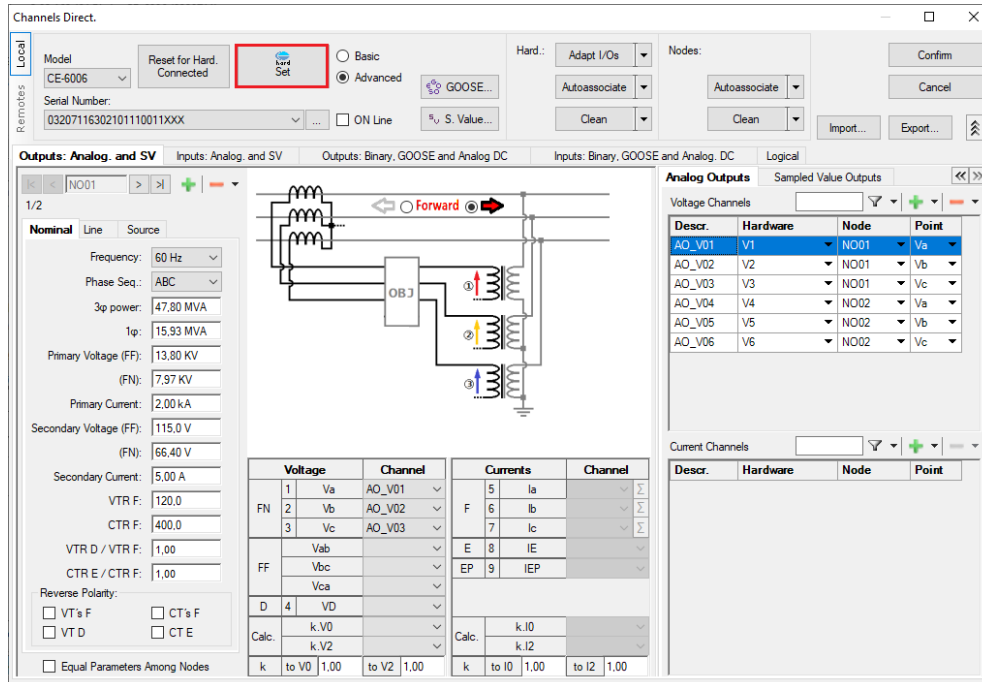 Channels Direct.
Local
Remotes
Model
CE-6006
Reset for Hard. Connected
hard
Set
Basic
Advanced
Serial Number:
03207116302101110011XXX
...
ON Line
GOOSE...
S. Value...
Hard.:
Adapt I/Os
Autoassociate
Clean
Nodes:
Autoassociate
Clean
Import...
Export...
Confirm
Cancel
Outputs: Analog. and SV
Inputs: Analog. and SV
Outputs: Binary, GOOSE and Analog DC
Inputs: Binary, GOOSE and Analog. DC
Logical
NO01
1/2
Nominal Line Source
Frequency: 60 Hz
Phase Seq.: ABC
3φ power: 47,80 MVA
1φ: 15,93 MVA
Primary Voltage (FF): 13,80 KV
(FN): 7,97 KV
Primary Current: 2,00 kA
Secondary Voltage (FF): 115,0 V
(FN): 66,40 V
Secondary Current: 5,00 A
VTR F: 120,0
CTR F: 400,0
VTR D / VTR F: 1,00
CTR E / CTR F: 1,00
Reverse Polarity:
VT's F CT's F
VT D CT E
Equal Parameters Among Nodes
Forward
OBJ
①
②
③
Voltage Channel
FN
1 Va AO_V01
2 Vb AO_V02
3 Vc AO_V03
FF
Vab
Vbc
Vca
D 4 VD
Calc.
k.V0
k.V2
k to V0 1,00 to V2 1,00
Currents Channel
F
5 Ia Σ
6 Ib Σ
7 Ic Σ
E 8 IE
EP 9 IEP
Calc.
k.I0
k.I2
k to I0 1,00 to I2 1,00
Analog Outputs Sampled Value Outputs
Voltage Channels
Descr. Hardware Node Point
AO_V01 V1 NO01 Va
AO_V02 V2 NO01 Vb
AO_V03 V3 NO01 Vc
AO_V04 V4 NO02 Va
AO_V05 V5 NO02 Vb
AO_V06 V6 NO02 Vc
Current Channels
Descr. Hardware Node Point